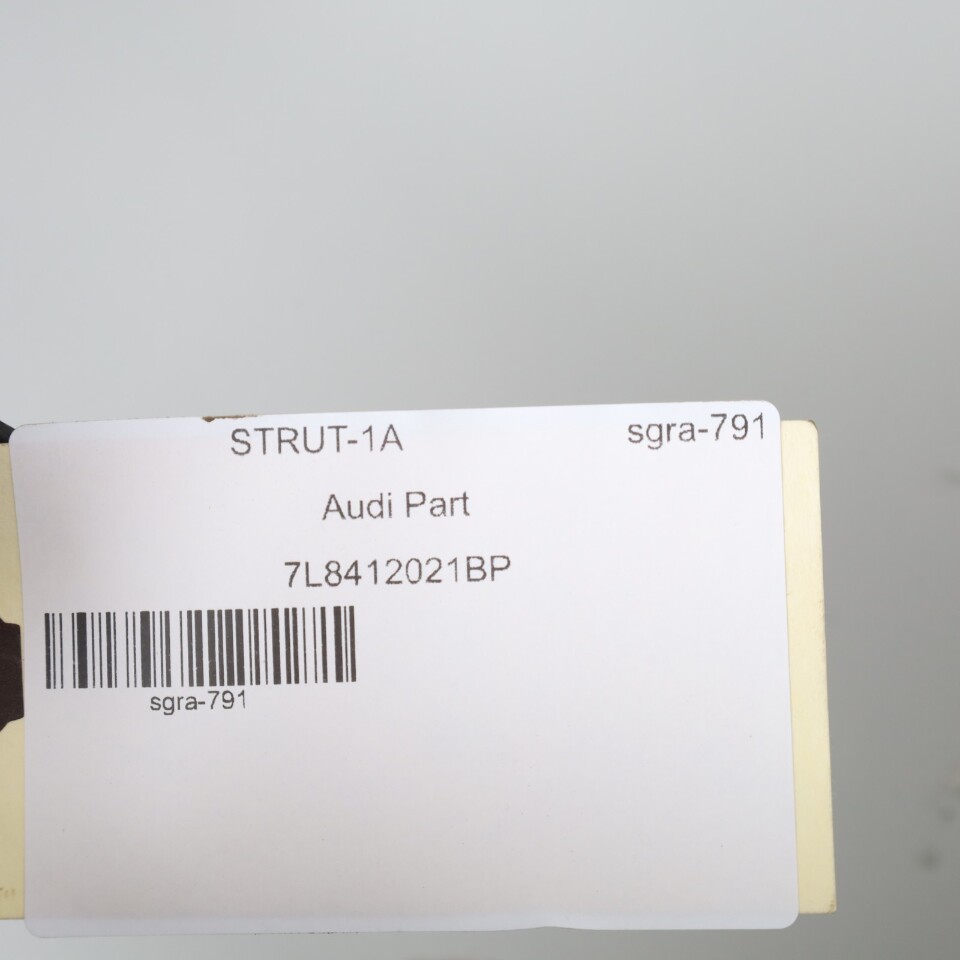 STRUT-1A sgra-791
Audi Part
7L8412021BP
sgra-791